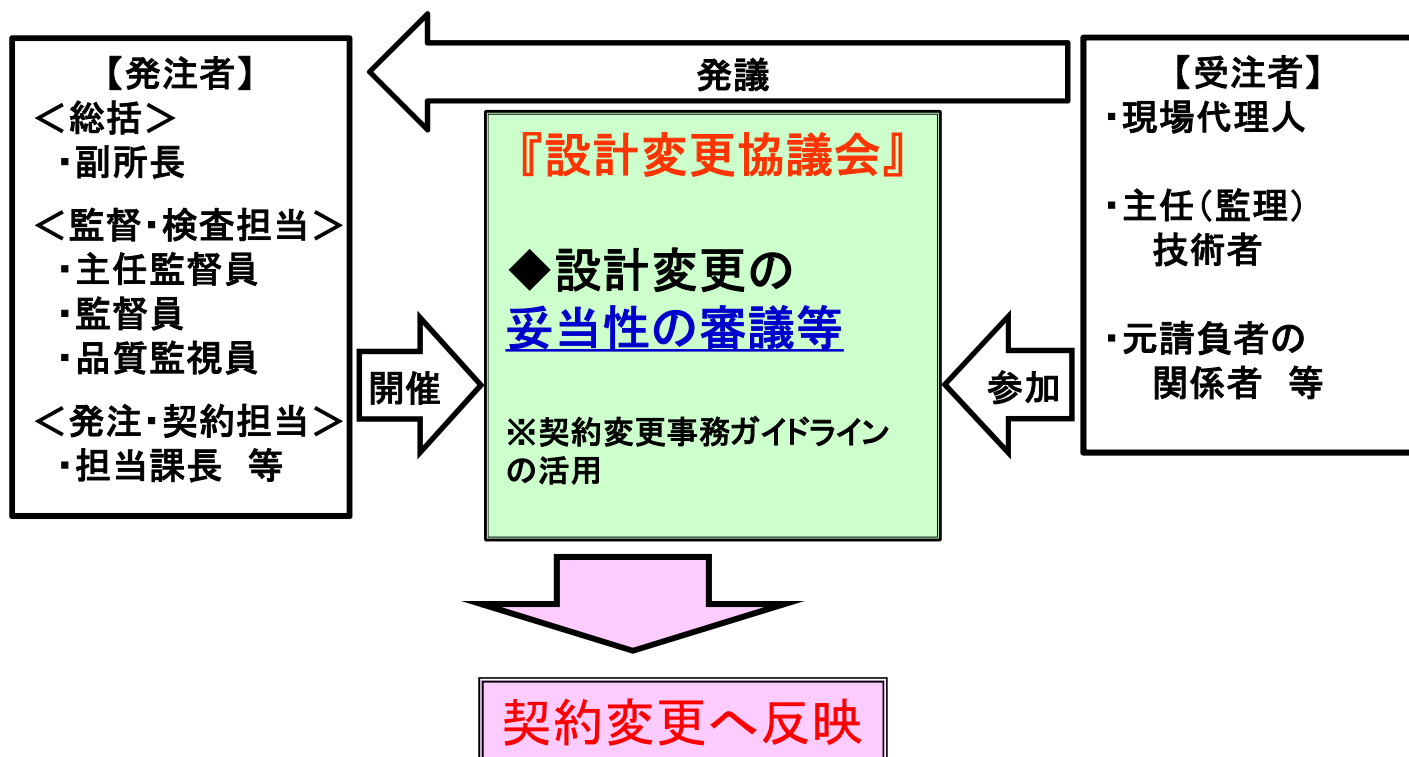 【発注者】
＜総括＞
・副所長
＜監督・検査担当＞
・主任監督員
・監督員
・品質監視員
＜発注・契約担当＞
・担当課長　等
発議
開催
『設計変更協議会』
◆設計変更の
妥当性の審議等
※契約変更事務ガイドライン
の活用
参加
【受注者】
・現場代理人
・主任（監理）
技術者
・元請負者の
関係者　等
契約変更へ反映